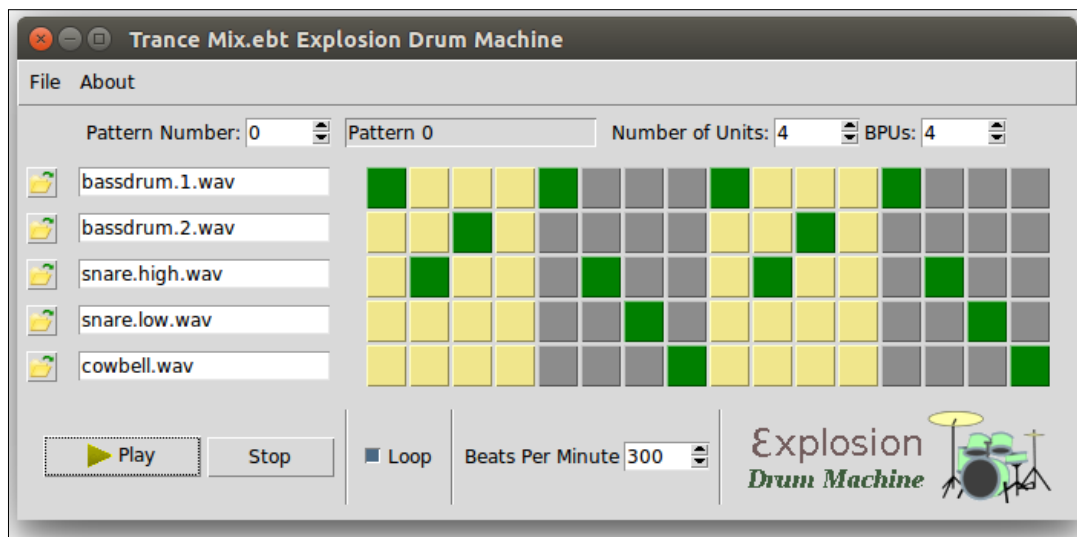 Trance Mix.ebt Explosion Drum Machine
File About
Pattern Number: 0 Pattern 0 Number of Units: 4 BPUs: 4
bassdrum.1.wav
bassdrum.2.wav
snare.high.wav
snare.low.wav
cowbell.wav
Play Stop Loop Beats Per Minute 300
Ɛxplosion
Drum Machine